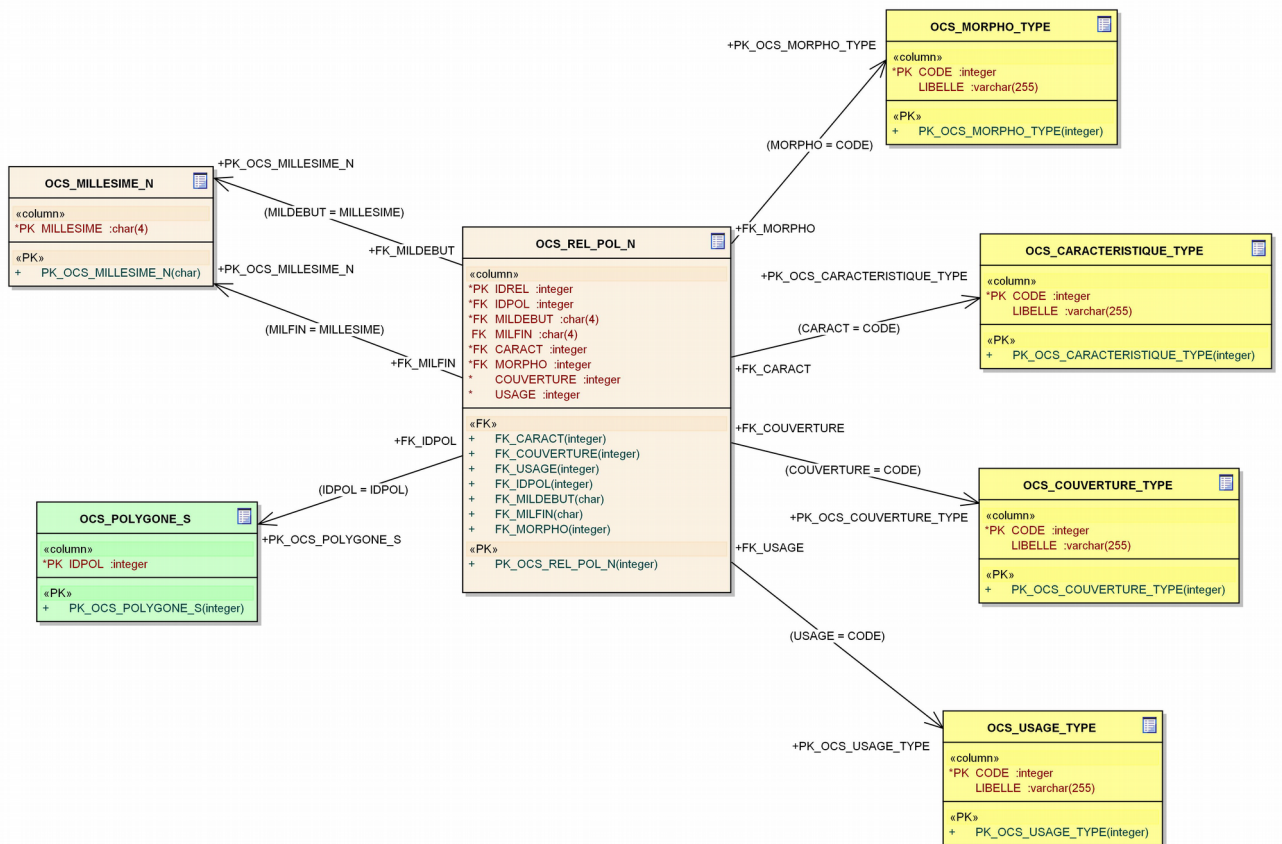 OCS_MORPHO_TYPE
«column»
*PK CODE :integer
LIBELLE :varchar(255)
«PK»
+ PK_OCS_MORPHO_TYPE(integer)
+PK_OCS_MORPHO_TYPE
(MORPHO = CODE)
+FK_MORPHO
OCS_MILLESIME_N
«column»
*PK MILLESIME :char(4)
«PK»
+ PK_OCS_MILLESIME_N(char)
+PK_OCS_MILLESIME_N
(MILDEBUT = MILLESIME)
+FK_MILDEBUT
+PK_OCS_MILLESIME_N
(MILFIN = MILLESIME)
+FK_MILFIN
OCS_REL_POL_N
«column»
*PK IDREL :integer
*FK IDPOL :integer
*FK MILDEBUT :char(4)
FK MILFIN :char(4)
*FK CARACT :integer
*FK MORPHO :integer
* COUVERTURE :integer
* USAGE :integer
«FK»
+ FK_CARACT(integer)
+ FK_COUVERTURE(integer)
+ FK_USAGE(integer)
+ FK_IDPOL(integer)
+ FK_MILDEBUT(char)
+ FK_MILFIN(char)
+ FK_MORPHO(integer)
«PK»
+ PK_OCS_REL_POL_N(integer)
OCS_CARACTERISTIQUE_TYPE
«column»
*PK CODE :integer
LIBELLE :varchar(255)
«PK»
+ PK_OCS_CARACTERISTIQUE_TYPE(integer)
+PK_OCS_CARACTERISTIQUE_TYPE
(CARACT = CODE)
+FK_CARACT
+FK_COUVERTURE
(COUVERTURE = CODE)
+PK_OCS_COUVERTURE_TYPE
OCS_COUVERTURE_TYPE
«column»
*PK CODE :integer
LIBELLE :varchar(255)
«PK»
+ PK_OCS_COUVERTURE_TYPE(integer)
+FK_IDPOL
(IDPOL = IDPOL)
+PK_OCS_POLYGONE_S
OCS_POLYGONE_S
«column»
*PK IDPOL :integer
«PK»
+ PK_OCS_POLYGONE_S(integer)
+FK_USAGE
(USAGE = CODE)
+PK_OCS_USAGE_TYPE
OCS_USAGE_TYPE
«column»
*PK CODE :integer
LIBELLE :varchar(255)
«PK»
+ PK_OCS_USAGE_TYPE(integer)